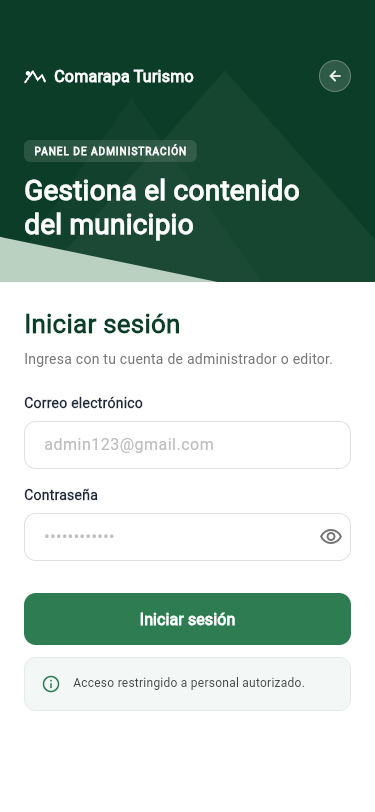 Comarapa Turismo
PANEL DE ADMINISTRACIÓN
Gestiona el contenido
del municipio
Iniciar sesión
Ingresa con tu cuenta de administrador o editor.
Correo electrónico
admin123@gmail.com
Contraseña
••••••••••••
Iniciar sesión
Acceso restringido a personal autorizado.